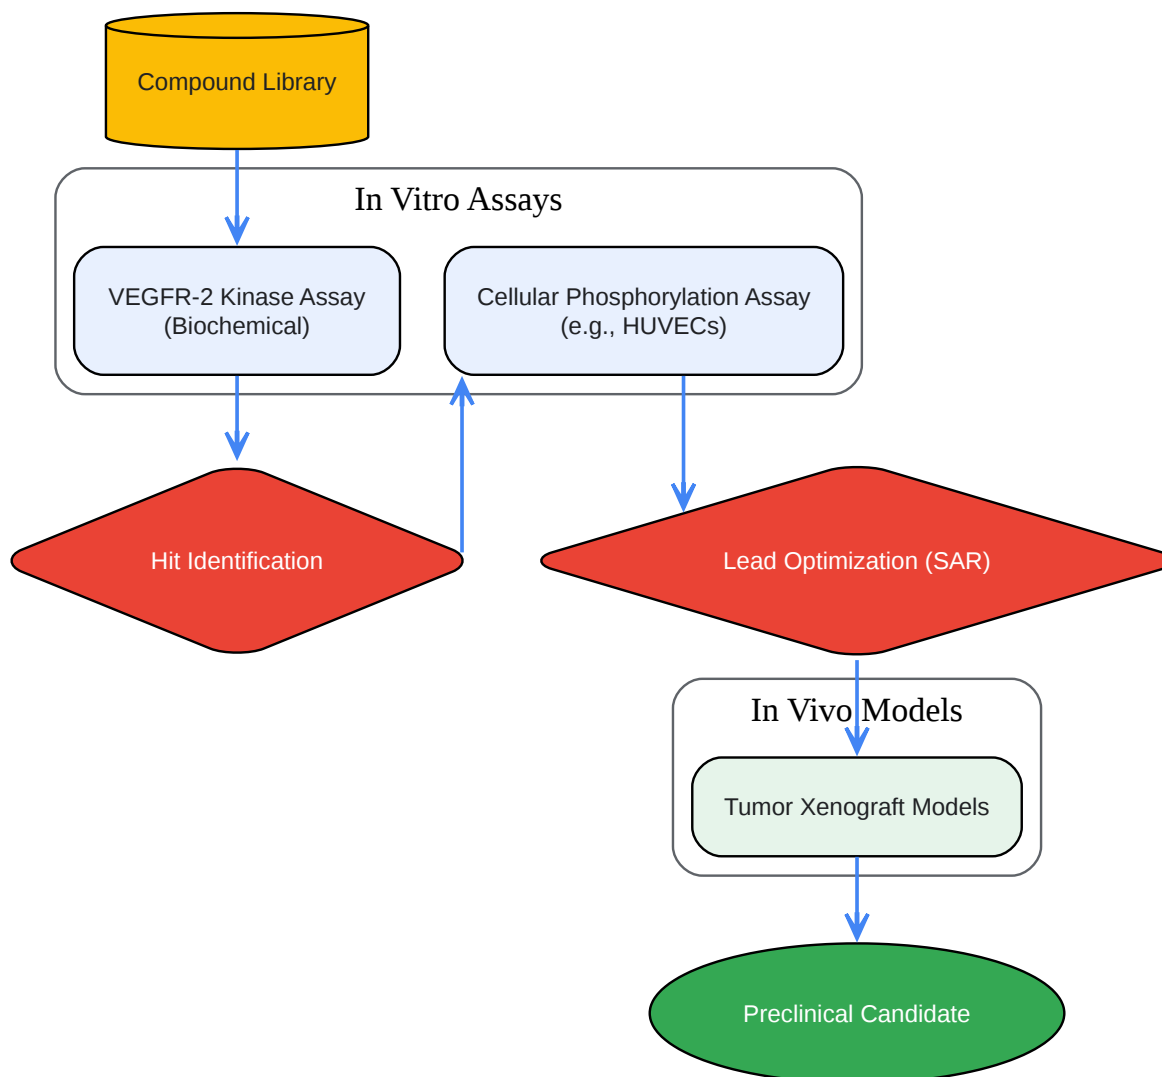 Compound Library
In Vitro Assays
VEGFR-2 Kinase Assay
(Biochemical)
Cellular Phosphorylation Assay
(e.g., HUVECs)
Hit Identification
Lead Optimization (SAR)
In Vivo Models
Tumor Xenograft Models
Preclinical Candidate